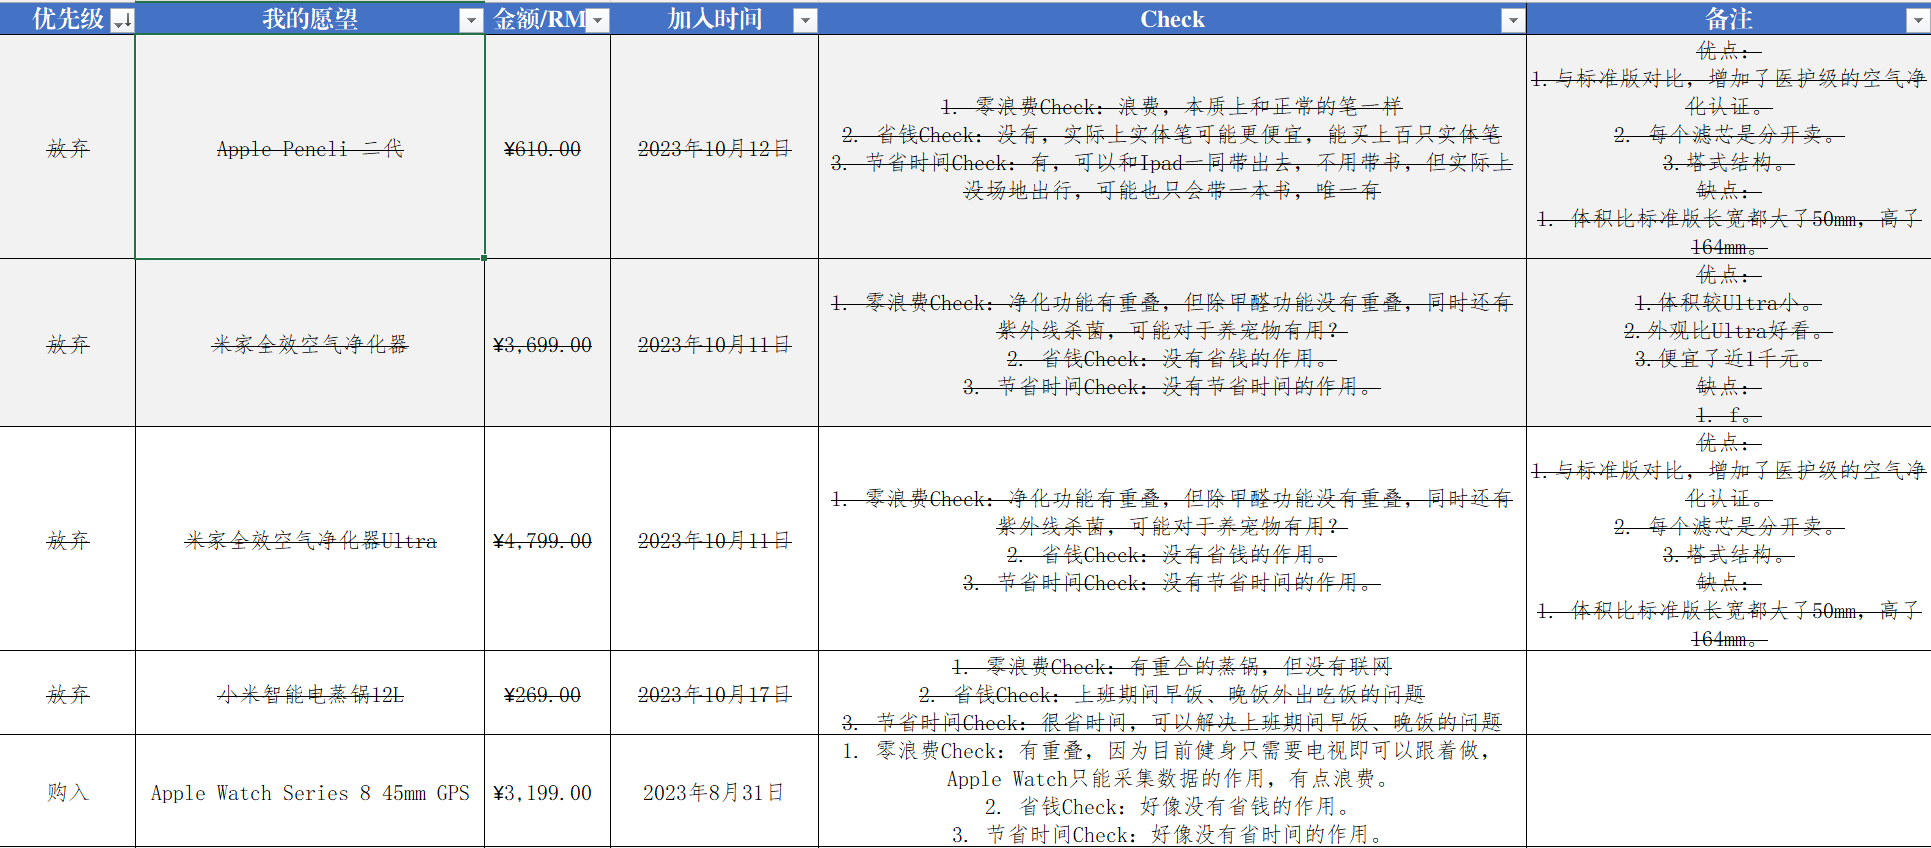 优先级 我的愿望 金额/RM 加入时间 Check 备注
放弃
Apple Pencli 二代
¥610.00
2023年10月12日
1. 零浪费Check：浪费，本质上和正常的笔一样
2. 省钱Check：没有，实际上实体笔可能更便宜，能买上百只实体笔
3. 节省时间Check：有，可以和Ipad一同带出去，不用带书，但实际上
没场地出行，可能也只会带一本书，唯一有
优点：
1.与标准版对比，增加了医护级的空气净
化认证。
2. 每个滤芯是分开卖。
3.塔式结构。
缺点：
1. 体积比标准版长宽都大了50mm，高了
164mm。
放弃
米家全效空气净化器
¥3,699.00
2023年10月11日
1. 零浪费Check：净化功能有重叠，但除甲醛功能没有重叠，同时还有
紫外线杀菌，可能对于养宠物有用？
2. 省钱Check：没有省钱的作用。
3. 节省时间Check：没有节省时间的作用。
优点：
1.体积较Ultra小。
2.外观比Ultra好看。
3.便宜了近1千元。
缺点：
1. f。
放弃
米家全效空气净化器Ultra
¥4,799.00
2023年10月11日
1. 零浪费Check：净化功能有重叠，但除甲醛功能没有重叠，同时还有
紫外线杀菌，可能对于养宠物有用？
2. 省钱Check：没有省钱的作用。
3. 节省时间Check：没有节省时间的作用。
优点：
1.与标准版对比，增加了医护级的空气净
化认证。
2. 每个滤芯是分开卖。
3.塔式结构。
缺点：
1. 体积比标准版长宽都大了50mm，高了
164mm。
放弃
小米智能电蒸锅12L
¥269.00
2023年10月17日
1. 零浪费Check：有重合的蒸锅，但没有联网
2. 省钱Check：上班期间早饭、晚饭外出吃饭的问题
3. 节省时间Check：很省时间，可以解决上班期间早饭、晚饭的问题
购入
Apple Watch Series 8 45mm GPS
¥3,199.00
2023年8月31日
1. 零浪费Check：有重叠，因为目前健身只需要电视即可以跟着做，
Apple Watch只能采集数据的作用，有点浪费。
2. 省钱Check：好像没有省钱的作用。
3. 节省时间Check：好像没有省时间的作用。